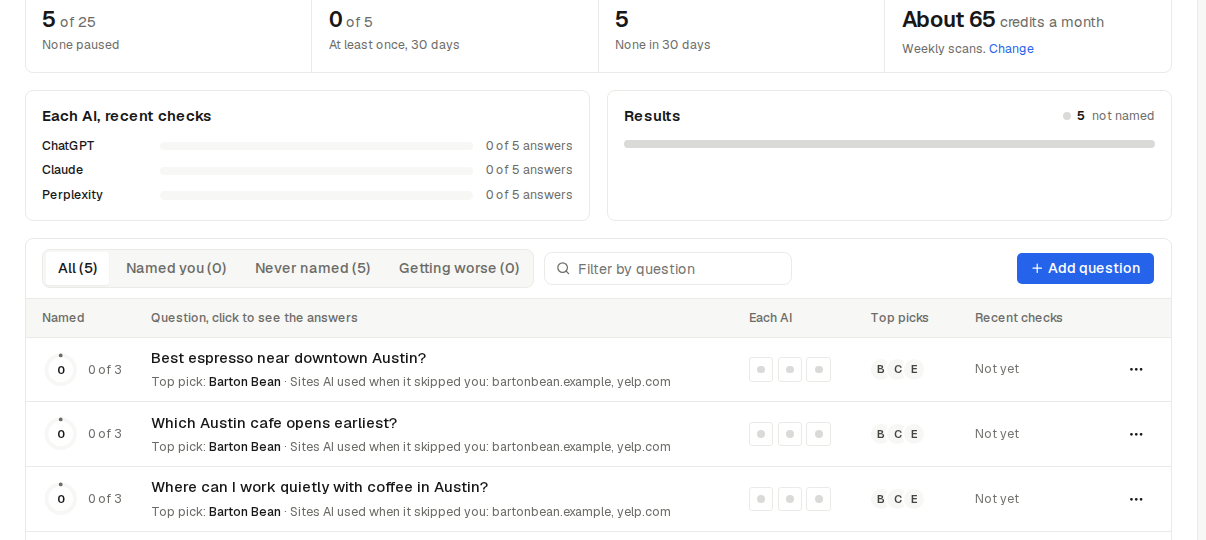 5 of 25
None paused
0 of 5
At least once, 30 days
5
None in 30 days
About 65 credits a month
Weekly scans. Change
Each AI, recent checks
ChatGPT 0 of 5 answers
Claude 0 of 5 answers
Perplexity 0 of 5 answers
Results
5 not named
All (5) Named you (0) Never named (5) Getting worse (0) Filter by question + Add question
Named Question, click to see the answers Each AI Top picks Recent checks
0 0 of 3 Best espresso near downtown Austin? B C E Not yet
Top pick: Barton Bean · Sites AI used when it skipped you: bartonbean.example, yelp.com
0 0 of 3 Which Austin cafe opens earliest? B C E Not yet
Top pick: Barton Bean · Sites AI used when it skipped you: bartonbean.example, yelp.com
0 0 of 3 Where can I work quietly with coffee in Austin? B C E Not yet
Top pick: Barton Bean · Sites AI used when it skipped you: bartonbean.example, yelp.com